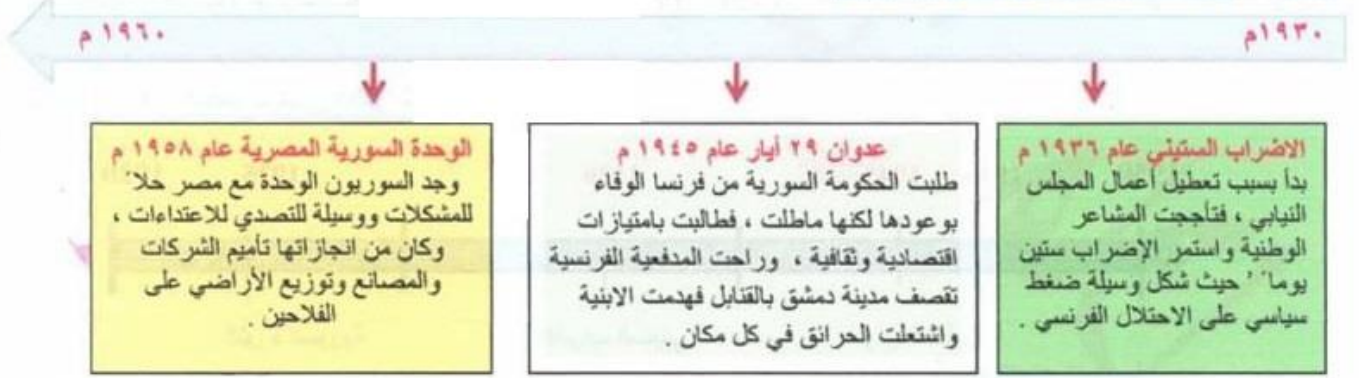 ١٩٣٠م
١٩٦٠ م
الاضراب الستيني عام ١٩٣٦ م
بدأ بسبب تعطيل أعمال المجلس
النيابي ، فتأججت المشاعر
الوطنية واستمر الإضراب ستين
يوما ً ' حيث شكل وسيلة ضغط
سياسي على الاحتلال الفرنسي .
عدوان ٢٩ أيار عام ١٩٤٥ م
طلبت الحكومة السورية من فرنسا الوفاء
بوعودها لكنها ماطلت ، فطالبت بامتيازات
اقتصادية وثقافية ، وراحت المدفعية الفرنسية
تقصف مدينة دمشق بالقنابل فهدمت الابنية
واشتعلت الحرائق في كل مكان .
الوحدة السورية المصرية عام ١٩٥٨ م
وجد السوريون الوحدة مع مصر حلا ً
للمشكلات ووسيلة للتصدي للاعتداءات ،
وكان من انجازاتها تأميم الشركات
والمصانع وتوزيع الأراضي على
الفلاحين .